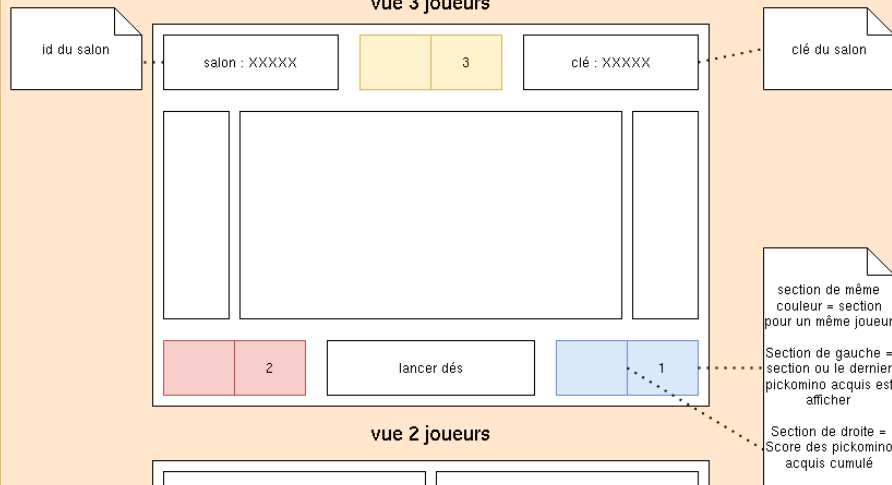 vue 3 joueurs
id du salon
salon : XXXXX
3
clé : XXXXX
clé du salon
2
lancer dés
1
section de même
couleur = section
pour un même joueur
Section de gauche =
section ou le dernier
pickomino acquis est
afficher
Section de droite =
Score des pickomino
acquis cumulé
vue 2 joueurs